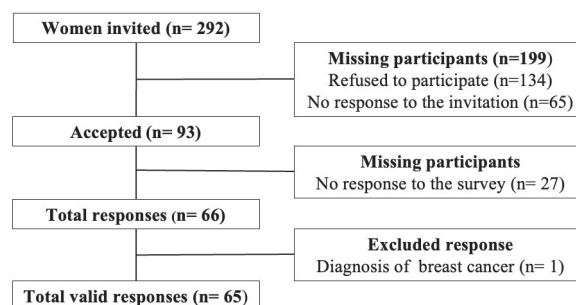 Women invited (n= 292)
Missing participants (n=199)
Refused to participate (n=134)
No response to the invitation (n=65)
Accepted (n= 93)
Missing participants
No response to the survey (n= 27)
Total responses (n= 66)
Excluded response
Diagnosis of breast cancer (n= 1)
Total valid responses (n= 65)